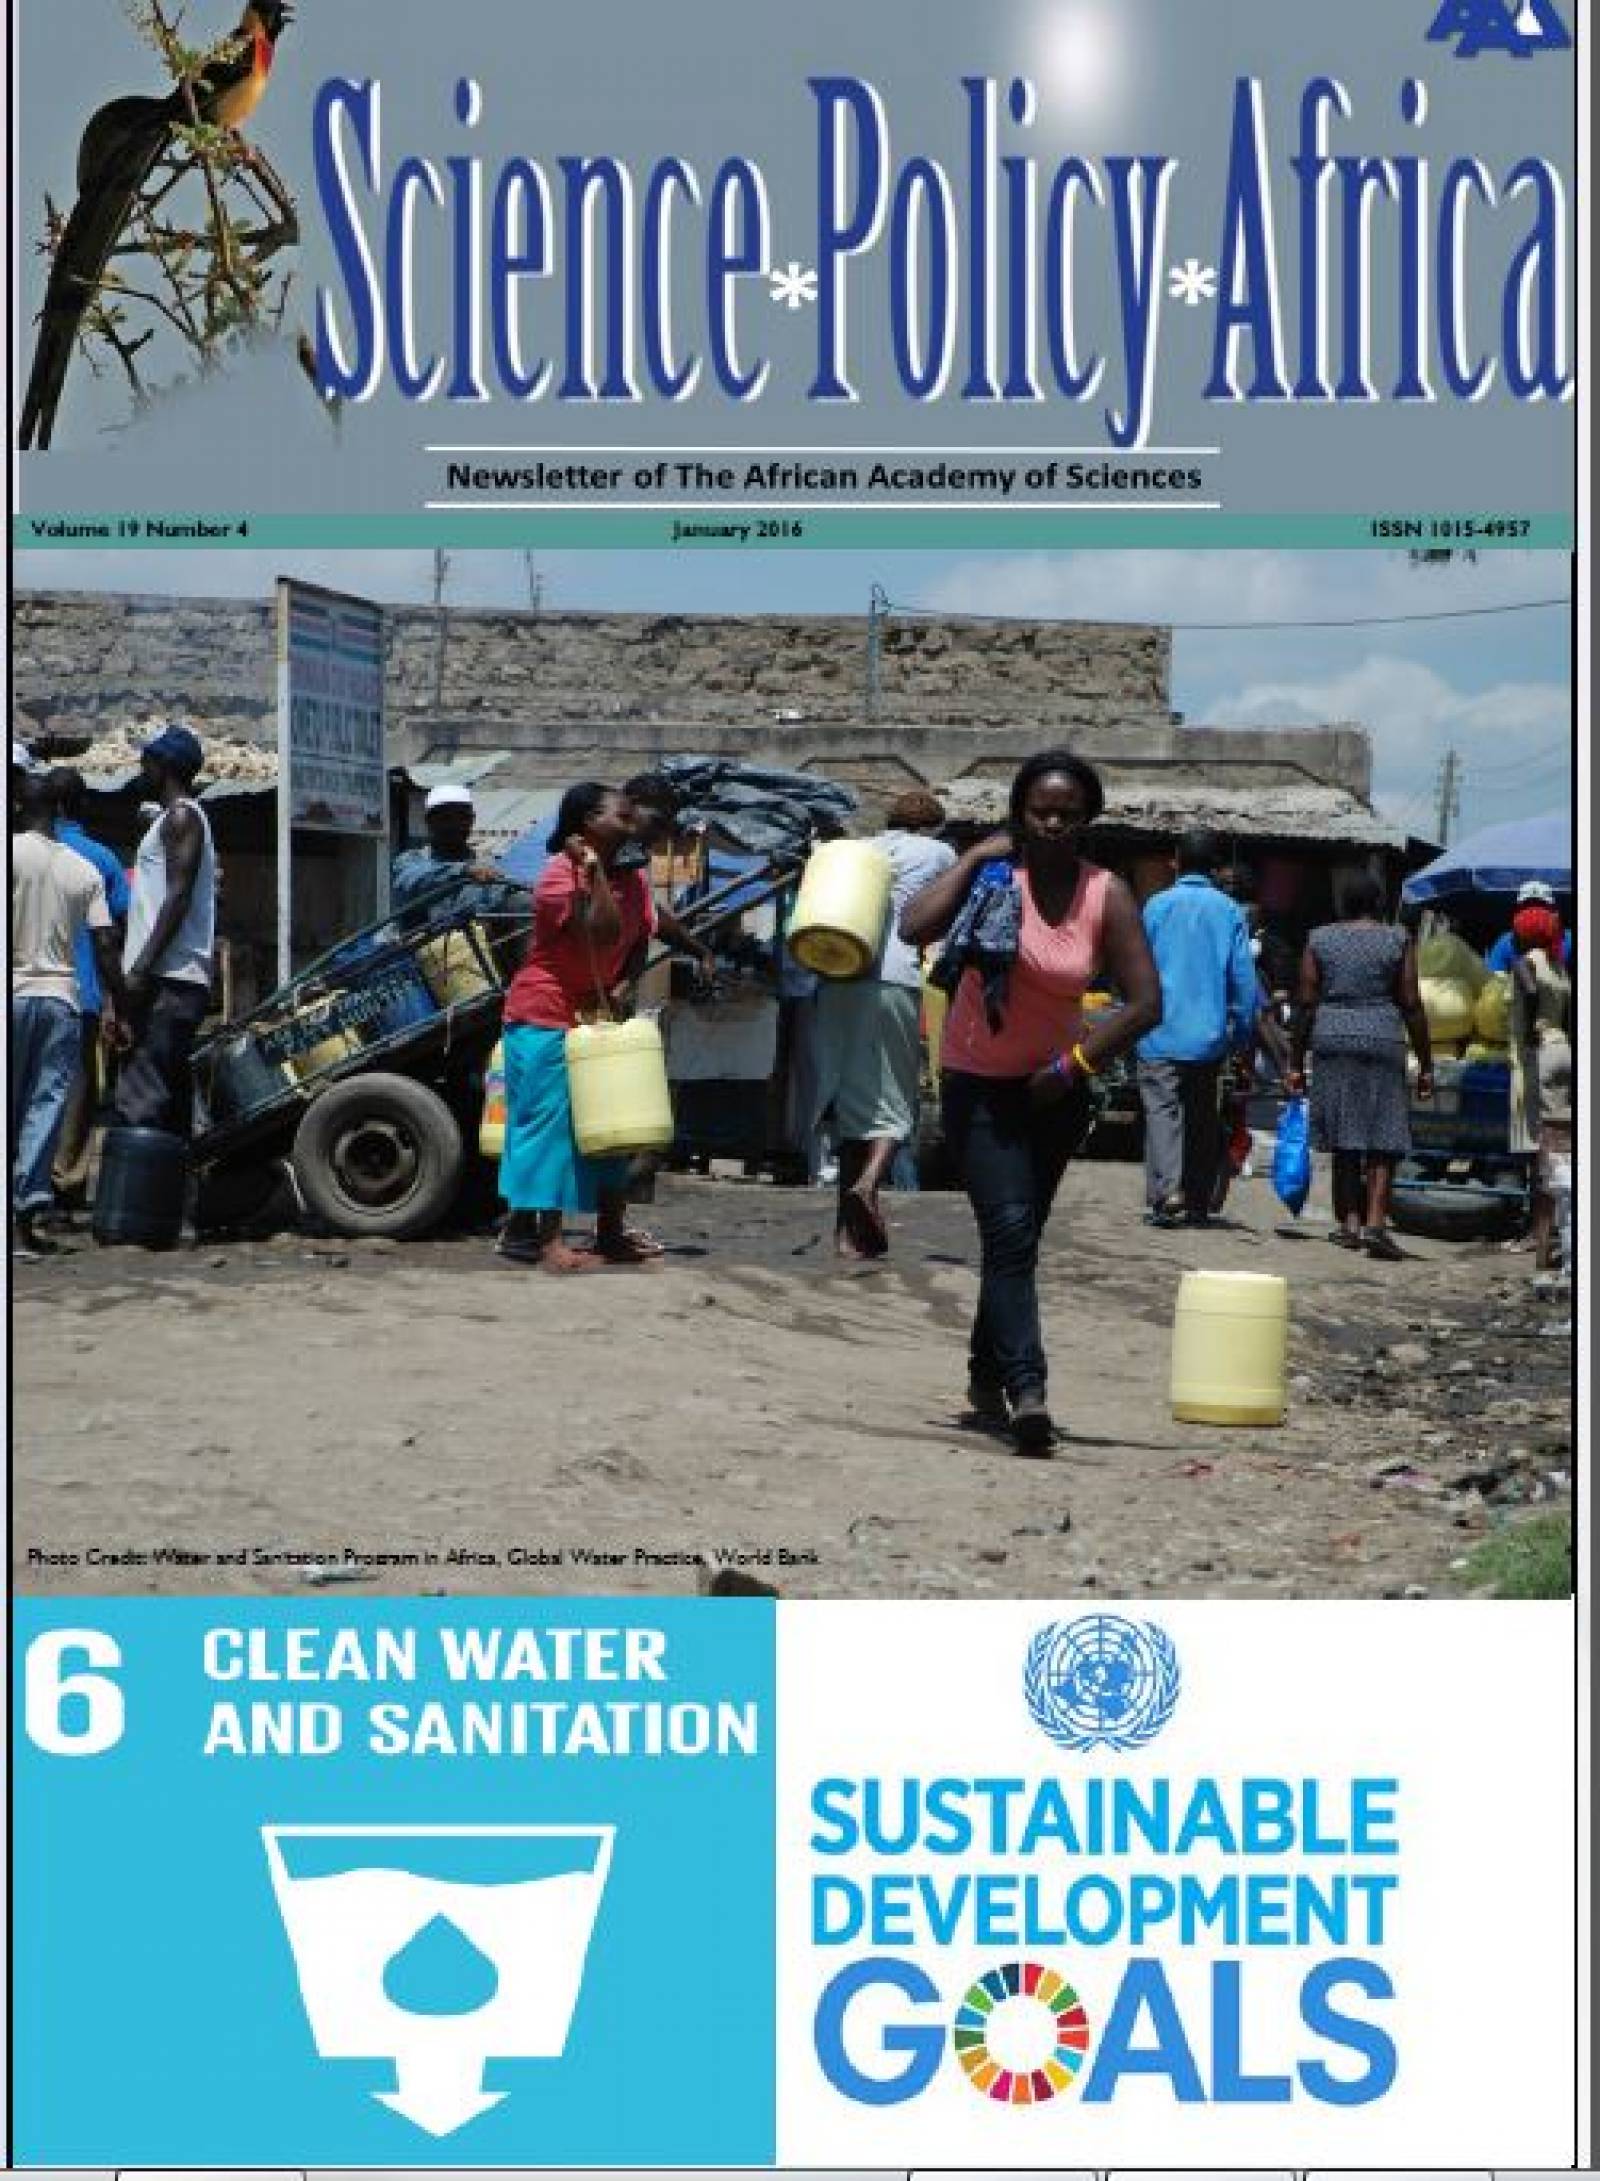 Science*Policy*Africa
Newsletter of The African Academy of Sciences
Volume 19 Number 4 January 2016 ISSN 1015-4957
Photo Credit: Water and Sanitation Program in Africa, Global Water Practice, World Bank
6 CLEAN WATER
AND SANITATION
SUSTAINABLE
DEVELOPMENT
GOALS